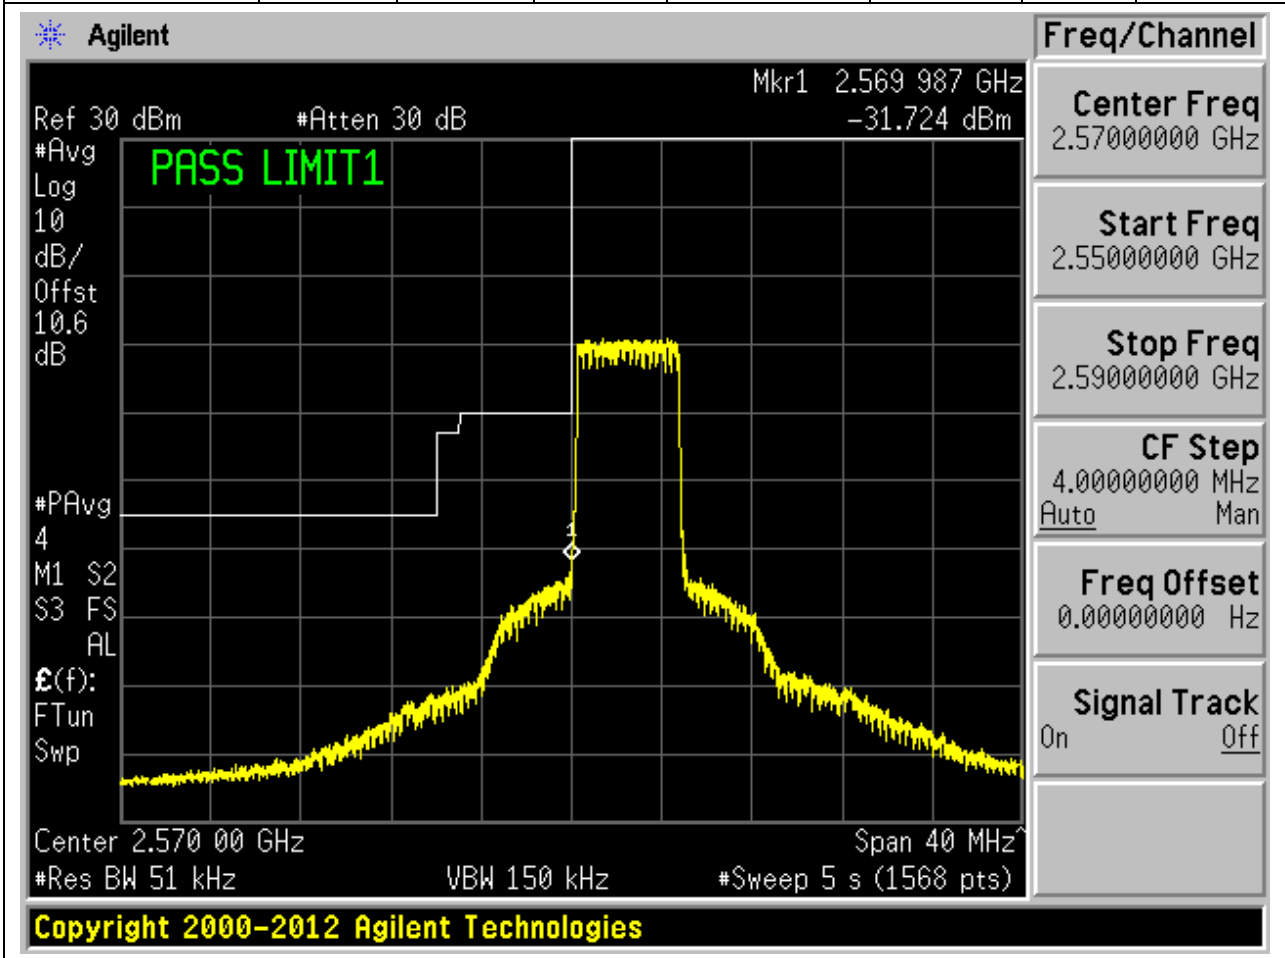 Agilent
Freq/Channel
Mkr1 2.569 987 GHz
Ref 30 dBm #Atten 30 dB -31.724 dBm
#Avg
Log
10
dB/
Offst
10.6
dB
PASS LIMIT1
#PAvg
4
M1 S2
S3 FS
AL
£(f):
FTun
Swp
1
Center 2.570 00 GHz Span 40 MHz^
#Res BW 51 kHz VBW 150 kHz #Sweep 5 s (1568 pts)
Copyright 2000-2012 Agilent Technologies
Center Freq
2.57000000 GHz
Start Freq
2.55000000 GHz
Stop Freq
2.59000000 GHz
CF Step
4.00000000 MHz
Auto Man
Freq Offset
0.00000000 Hz
Signal Track
On Off